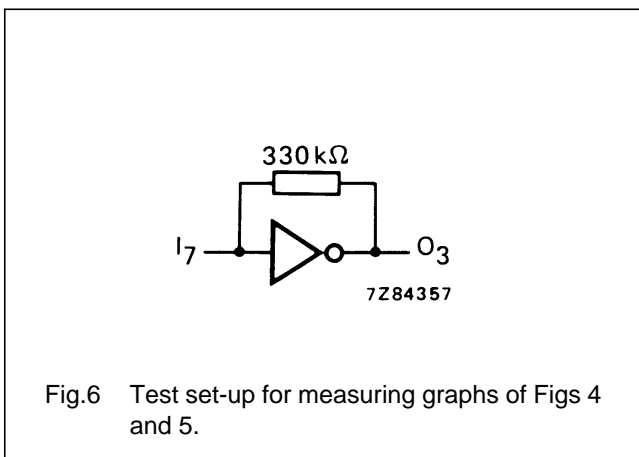 330 kΩ
I7
O3
7Z84357
Fig.6 Test set-up for measuring graphs of Figs 4
and 5.